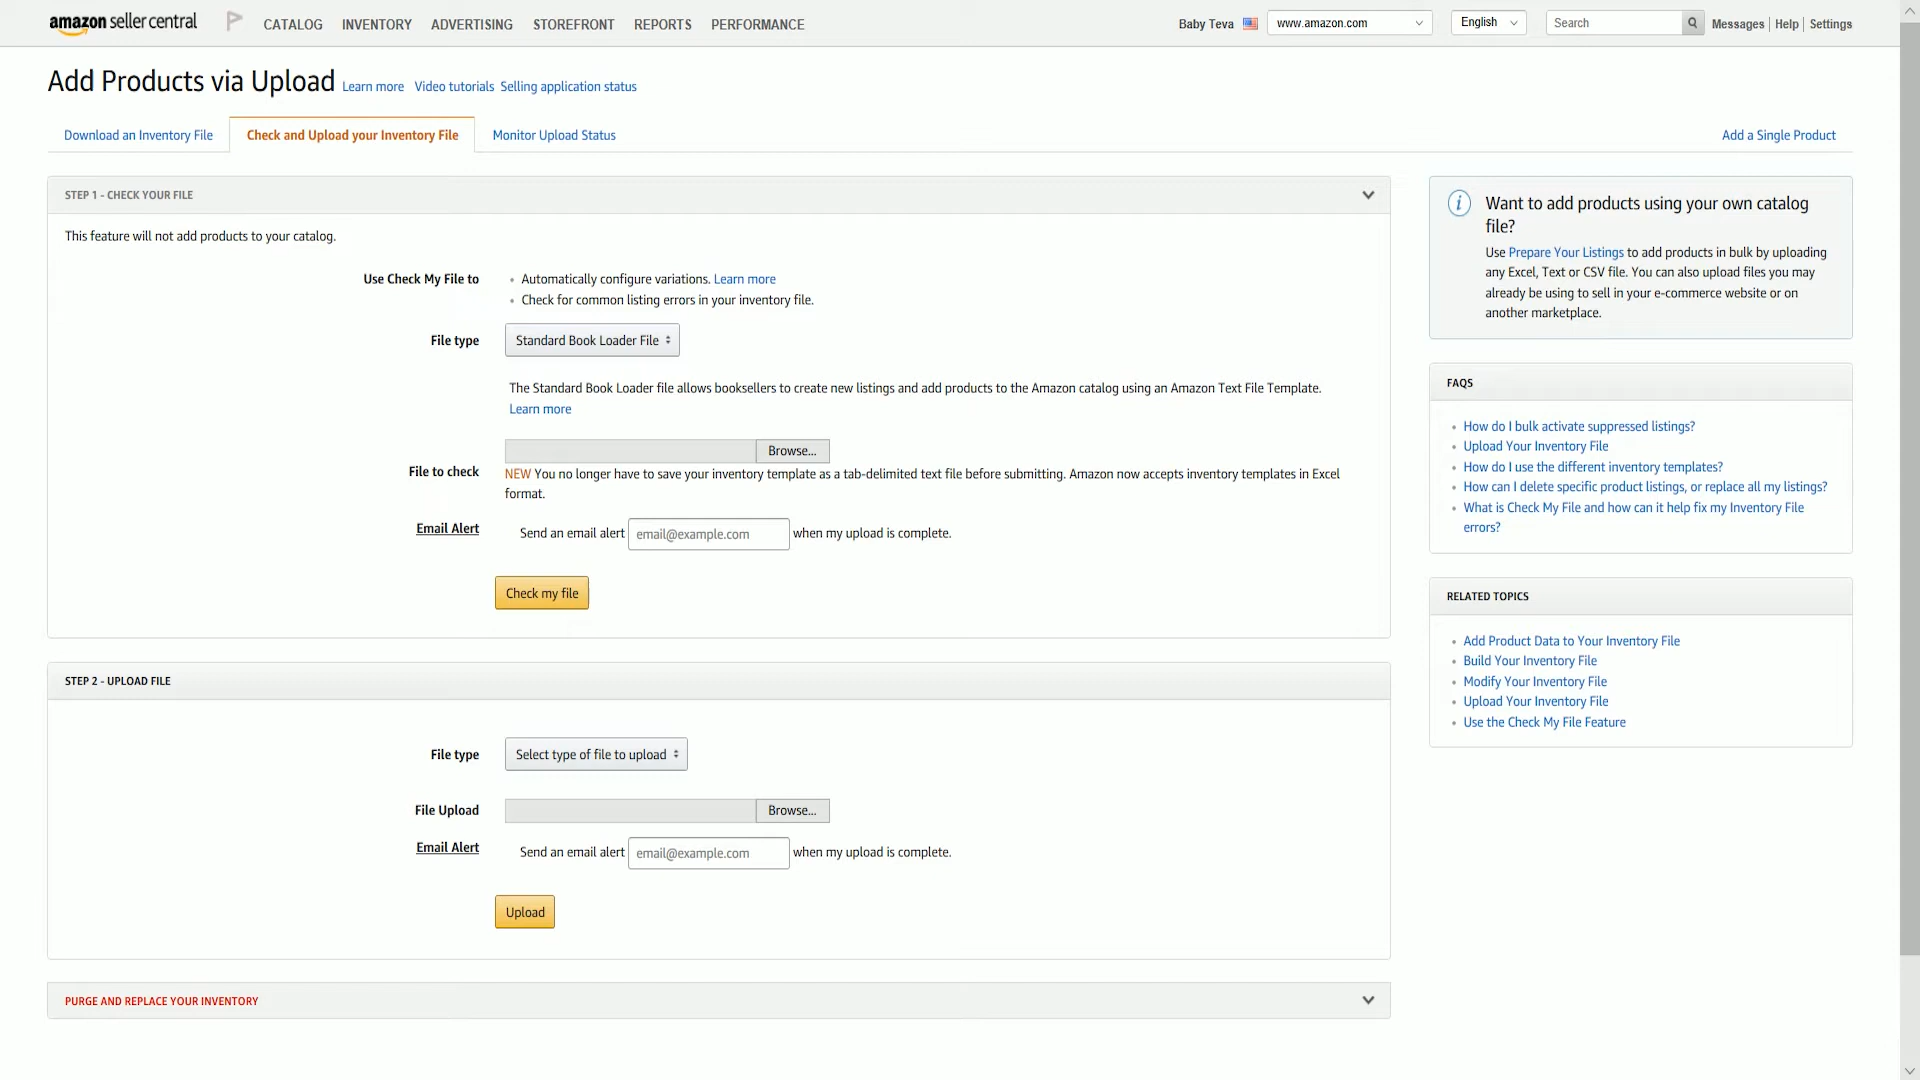 amazon seller central
CATALOG INVENTORY ADVERTISING STOREFRONT REPORTS PERFORMANCE
Baby Teva www.amazon.com English Search Messages Help Settings
Add Products via Upload Learn more Video tutorials Selling application status
Download an Inventory File Check and Upload your Inventory File Monitor Upload Status Add a Single Product
STEP 1 - CHECK YOUR FILE
This feature will not add products to your catalog.
Use Check My File to
Automatically configure variations. Learn more
Check for common listing errors in your inventory file.
File type Standard Book Loader File
The Standard Book Loader file allows booksellers to create new listings and add products to the Amazon catalog using an Amazon Text File Template.
Learn more
Browse...
File to check
NEW You no longer have to save your inventory template as a tab-delimited text file before submitting. Amazon now accepts inventory templates in Excel
format.
Email Alert Send an email alert email@example.com when my upload is complete.
Check my file
STEP 2 - UPLOAD FILE
File type Select type of file to upload
File Upload Browse...
Email Alert Send an email alert email@example.com when my upload is complete.
Upload
PURGE AND REPLACE YOUR INVENTORY
i
Want to add products using your own catalog
file?
Use Prepare Your Listings to add products in bulk by uploading
any Excel, Text or CSV file. You can also upload files you may
already be using to sell in your e-commerce website or on
another marketplace.
FAQS
How do I bulk activate suppressed listings?
Upload Your Inventory File
How do I use the different inventory templates?
How can I delete specific product listings, or replace all my listings?
What is Check My File and how can it help fix my Inventory File
errors?
RELATED TOPICS
Add Product Data to Your Inventory File
Build Your Inventory File
Modify Your Inventory File
Upload Your Inventory File
Use the Check My File Feature